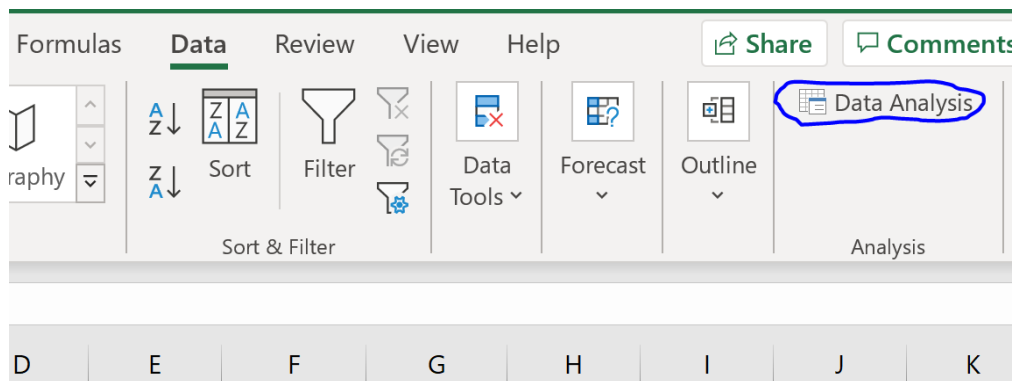 Formulas Data Review View Help Share Comments
Data Analysis
raphy Sort Filter Data Tools Forecast Outline
Sort & Filter Analysis
D E F G H I J K